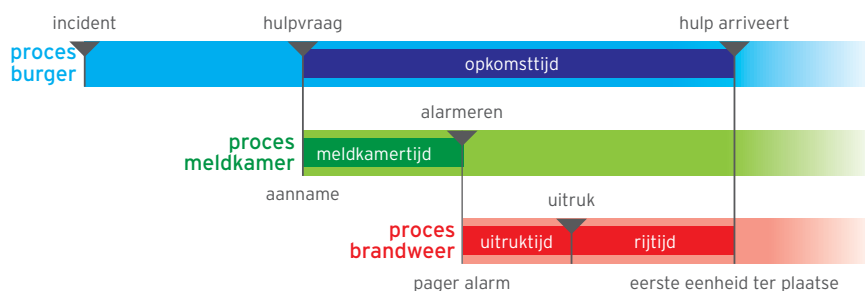 incident
hulpvraag
hulp arriveert
proces
burger
opkomsttijd
alarmeren
proces
meldkamer
meldkamertijd
aanname
uitruk
proces
brandweer
uitruktijd
rijtijd
pager alarm
eerste eenheid ter plaatse